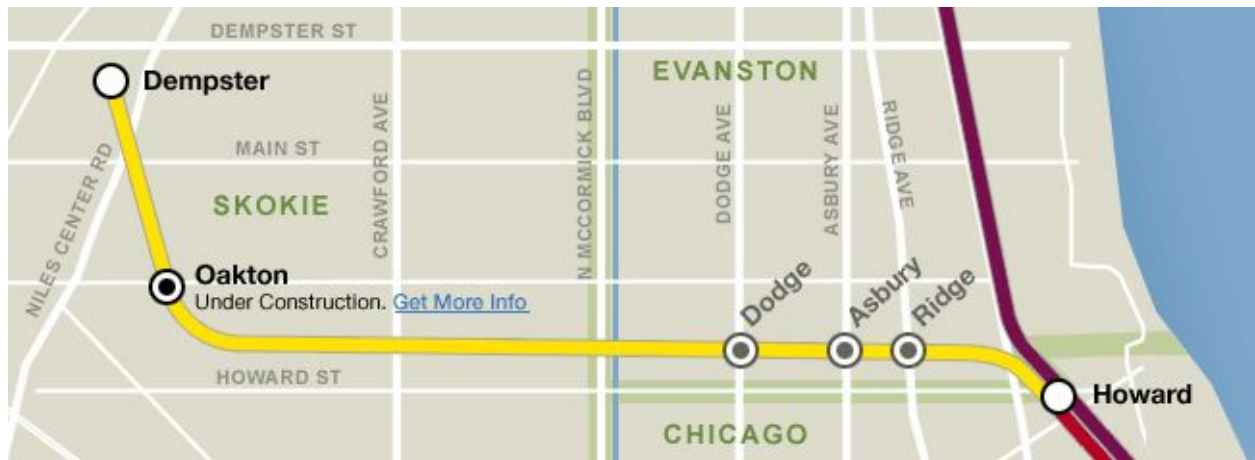 DEMPSTER ST
Dempster
EVANSTON
NILES CENTER RD
MAIN ST
CRAWFORD AVE
N MCCORMICK BLVD
DODGE AVE
ASBURY AVE
RIDGE AVE
SKOKIE
Oakton
Under Construction. Get More Info
Dodge
Asbury
Ridge
HOWARD ST
Howard
CHICAGO